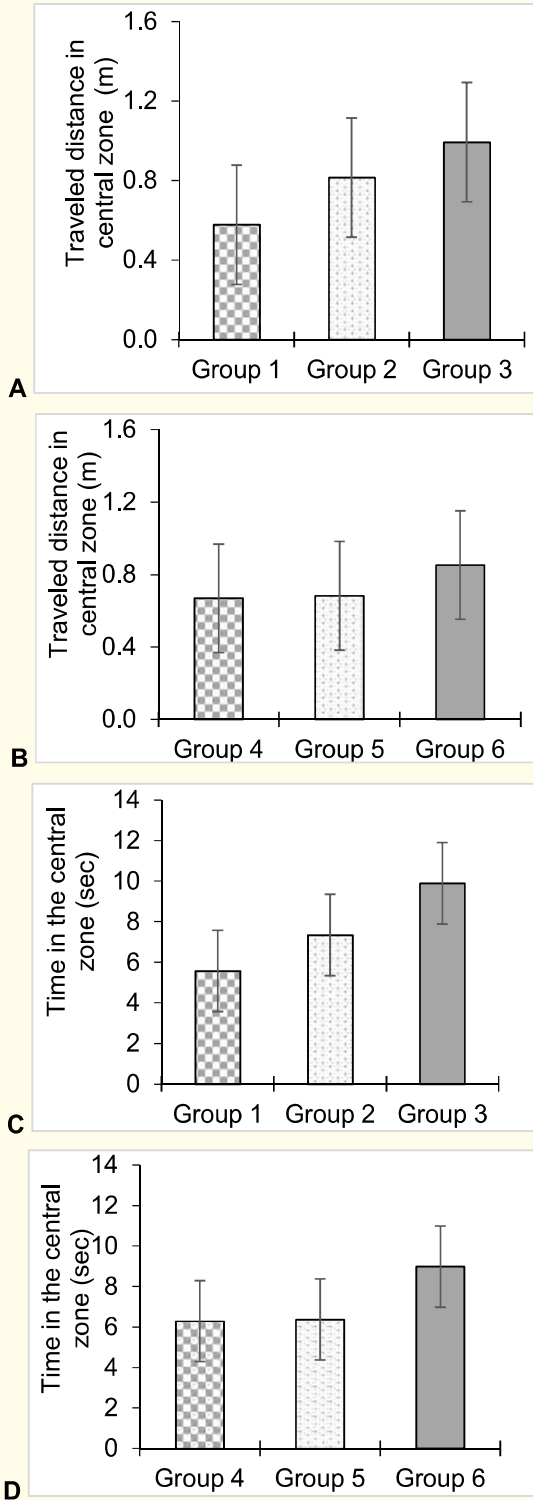 Traveled distance in
central zone  (m)
1.6
1.2
0.8
0.4
0.0
Group 1
Group 2
Group 3
A
Traveled distance in
central zone (m)
1.6
1.2
0.8
0.4
0.0
Group 4
Group 5
Group 6
B
Time in the central
zone (sec)
14
12
10
8
6
4
2
0
Group 1
Group 2
Group 3
C
Time in the central
zone (sec)
14
12
10
8
6
4
2
0
Group 4
Group 5
Group 6
D